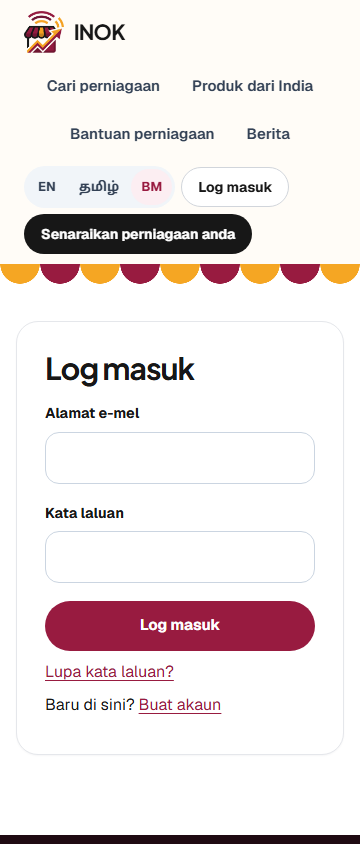 INOK
Cari perniagaan
Produk dari India
Bantuan perniagaan
Berita
EN
தமிழ்
BM
Log masuk
Senaraikan perniagaan anda
Log masuk
Alamat e-mel
Kata laluan
Log masuk
Lupa kata laluan?
Baru di sini? Buat akaun